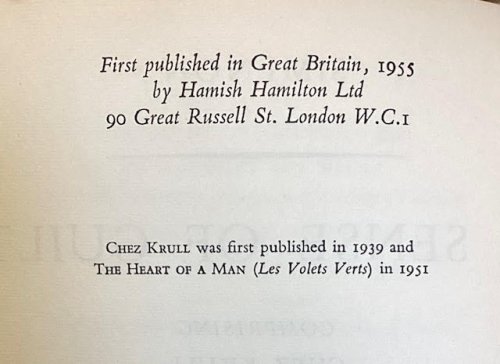 First published in Great Britain, 1955
by Hamish Hamilton Ltd
90 Great Russell St. London W.C.1
CHEZ KRULL was first published in 1939 and
THE HEART OF A MAN (Les Volets Verts) in 1951